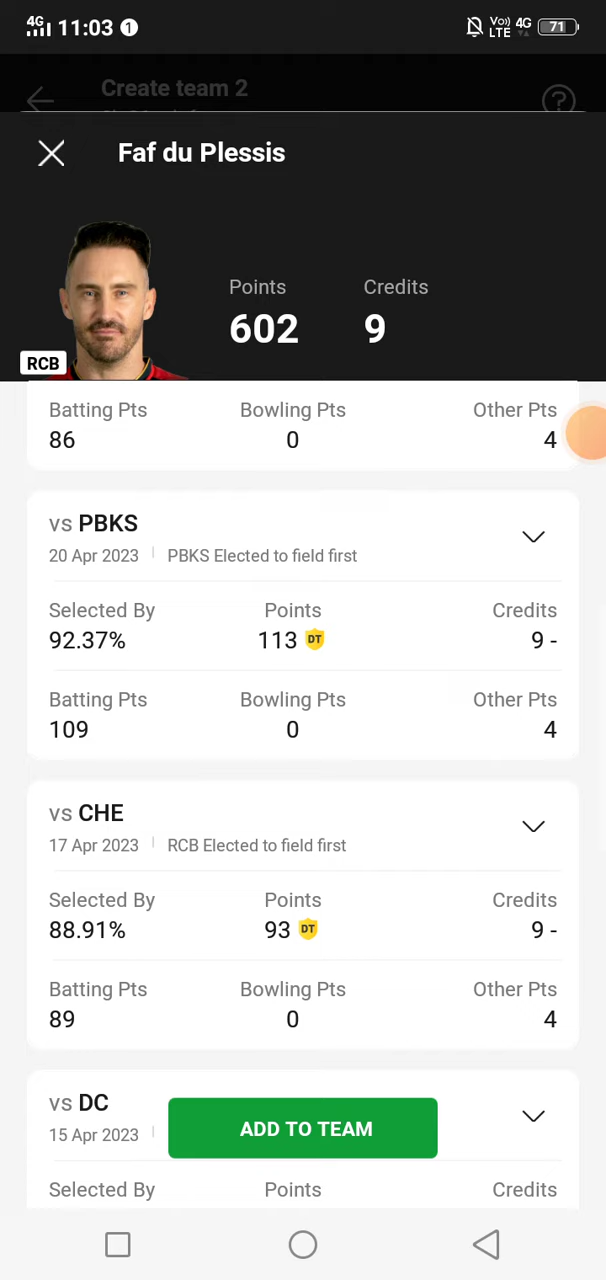 4G 11:03 1 Vo) LTE 4G 71
Create team 2
Faf du Plessis
Points Credits
602 9
RCB
Batting Pts Bowling Pts Other Pts
86 0 4
vs PBKS
20 Apr 2023 PBKS Elected to field first
Selected By Points Credits
92.37% 113 DT 9 -
Batting Pts Bowling Pts Other Pts
109 0 4
vs CHE
17 Apr 2023 RCB Elected to field first
Selected By Points Credits
88.91% 93 DT 9 -
Batting Pts Bowling Pts Other Pts
89 0 4
vs DC
15 Apr 2023
ADD TO TEAM
Selected By Points Credits